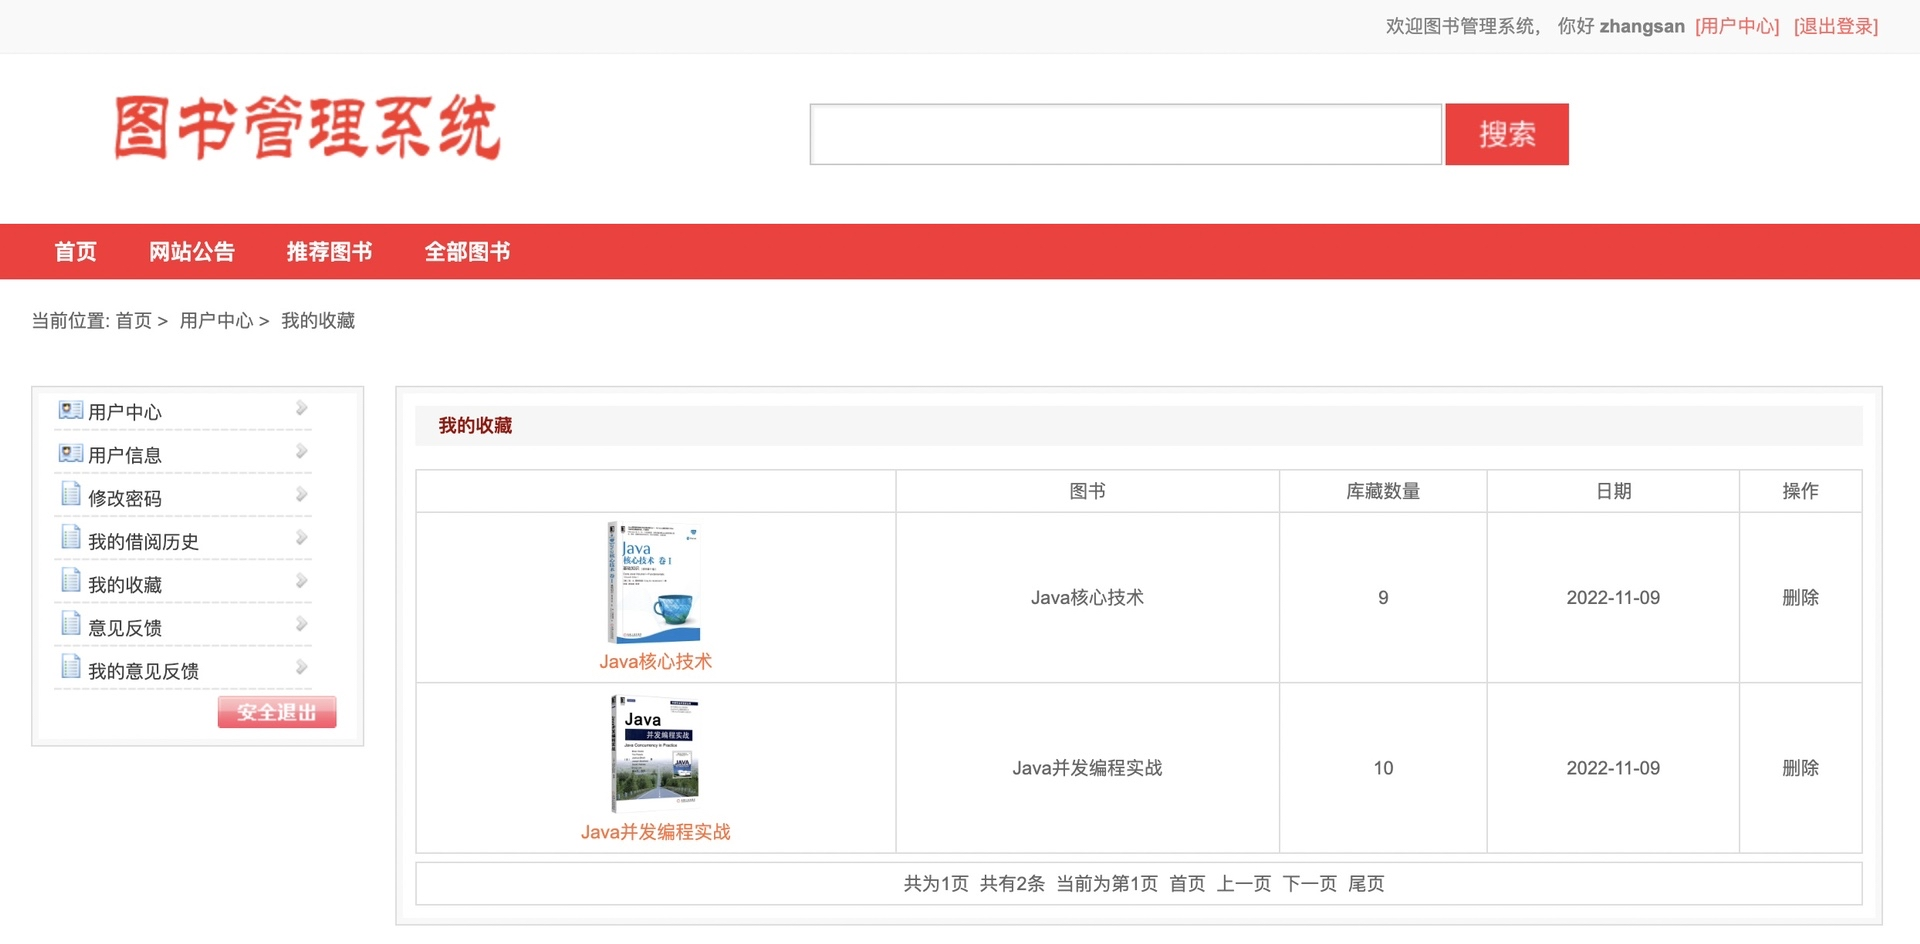 欢迎图书管理系统, 你好 zhangsan [用户中心] [退出登录]
图书管理系统
搜索
首页 网站公告 推荐图书 全部图书
当前位置: 首页 > 用户中心 > 我的收藏
用户中心
用户信息
修改密码
我的借阅历史
我的收藏
意见反馈
我的意见反馈
安全退出
我的收藏
图书 库藏数量 日期 操作
Java
核心技术 卷 I
Java核心技术
Java核心技术 9 2022-11-09 删除
Java
并发编程实战
Java Concurrency in Practice
JAVA
Java并发编程实战
Java并发编程实战 10 2022-11-09 删除
共为1页 共有2条 当前为第1页 首页 上一页 下一页 尾页